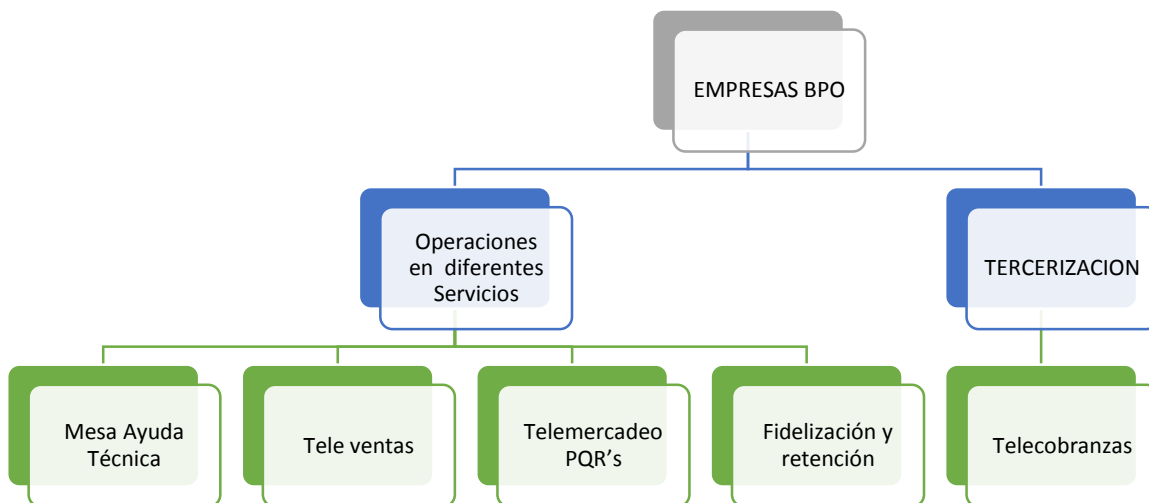 EMPRESAS BPO
Operaciones
en diferentes
Servicios
TERCERIZACION
Mesa Ayuda
Técnica
Tele ventas
Telemercadeo
PQR’s
Fidelización y
retención
Telecobranzas